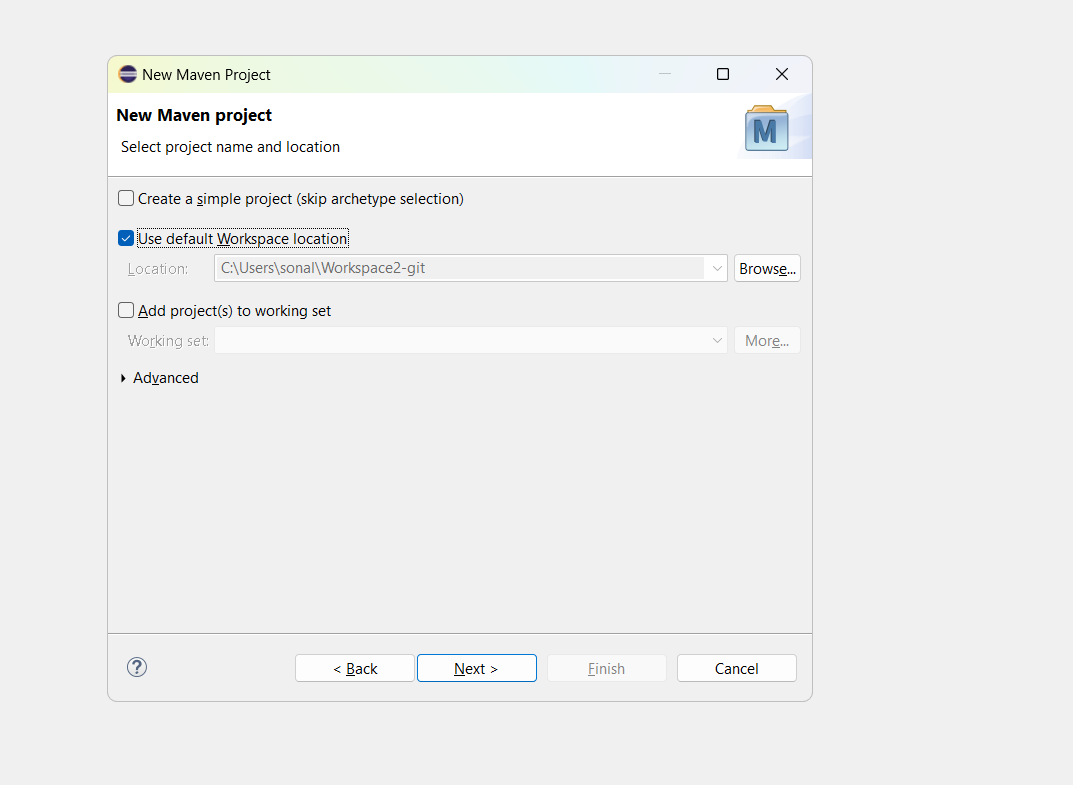 New Maven Project
New Maven project
M
Select project name and location
Create a simple project (skip archetype selection)
Use default Workspace location
Location: C:\Users\sonal\Workspace2-git Browse...
Add project(s) to working set
Working set: More...
Advanced
? < Back Next > Finish Cancel